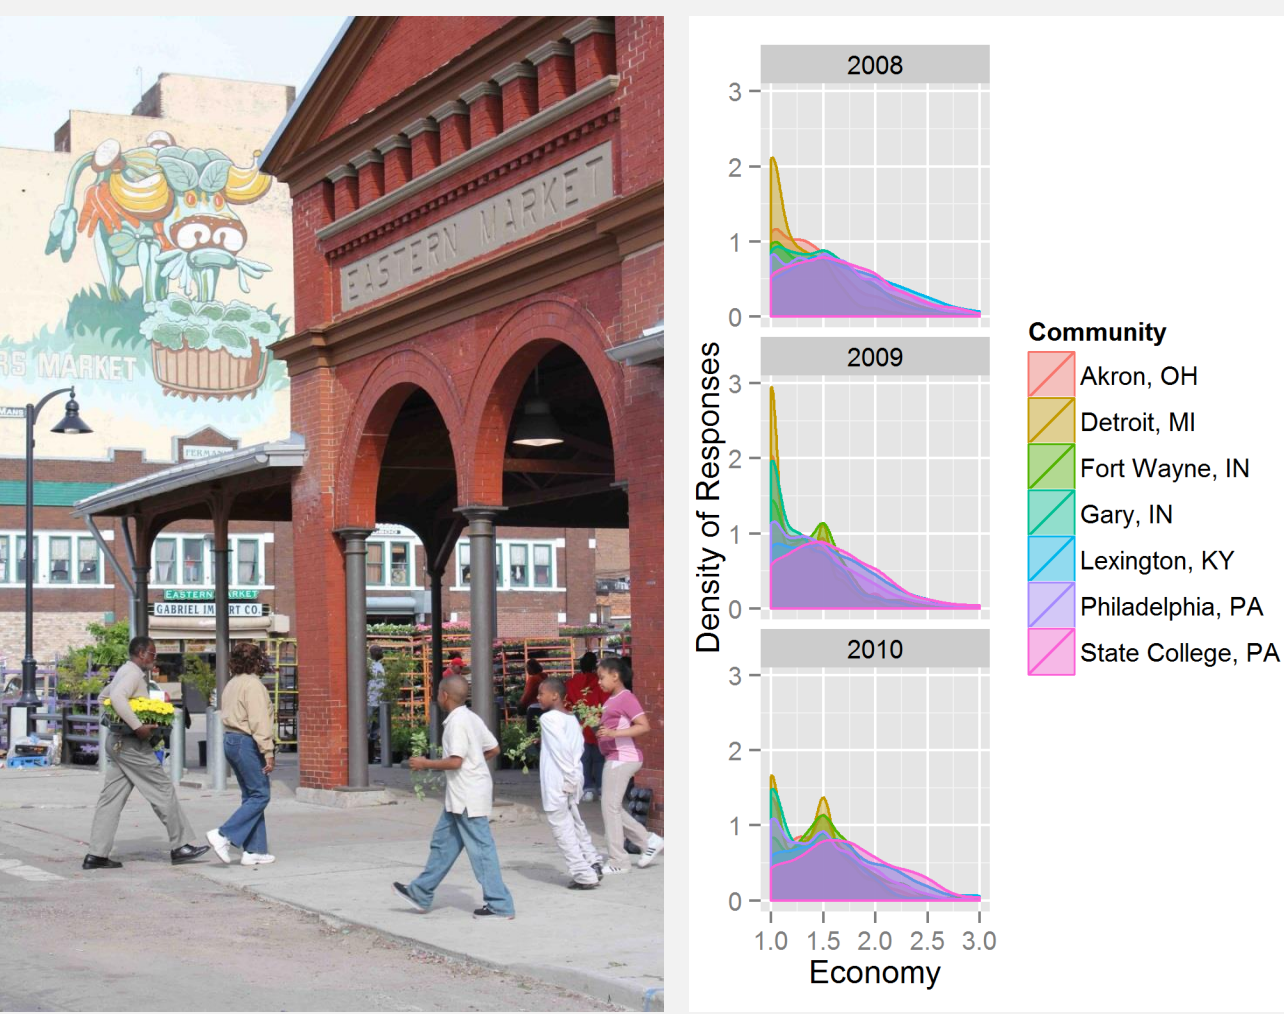 EASTERN MARKET
RS MARKET
MANS
EASTERN MARKET
GABRIEL IMPORT CO.
2008
3
2
1
0
2009
3
2
1
0
2010
3
2
1
0
1.0 1.5 2.0 2.5 3.0
Economy
Density of Responses
Community
Akron, OH
Detroit, MI
Fort Wayne, IN
Gary, IN
Lexington, KY
Philadelphia, PA
State College, PA